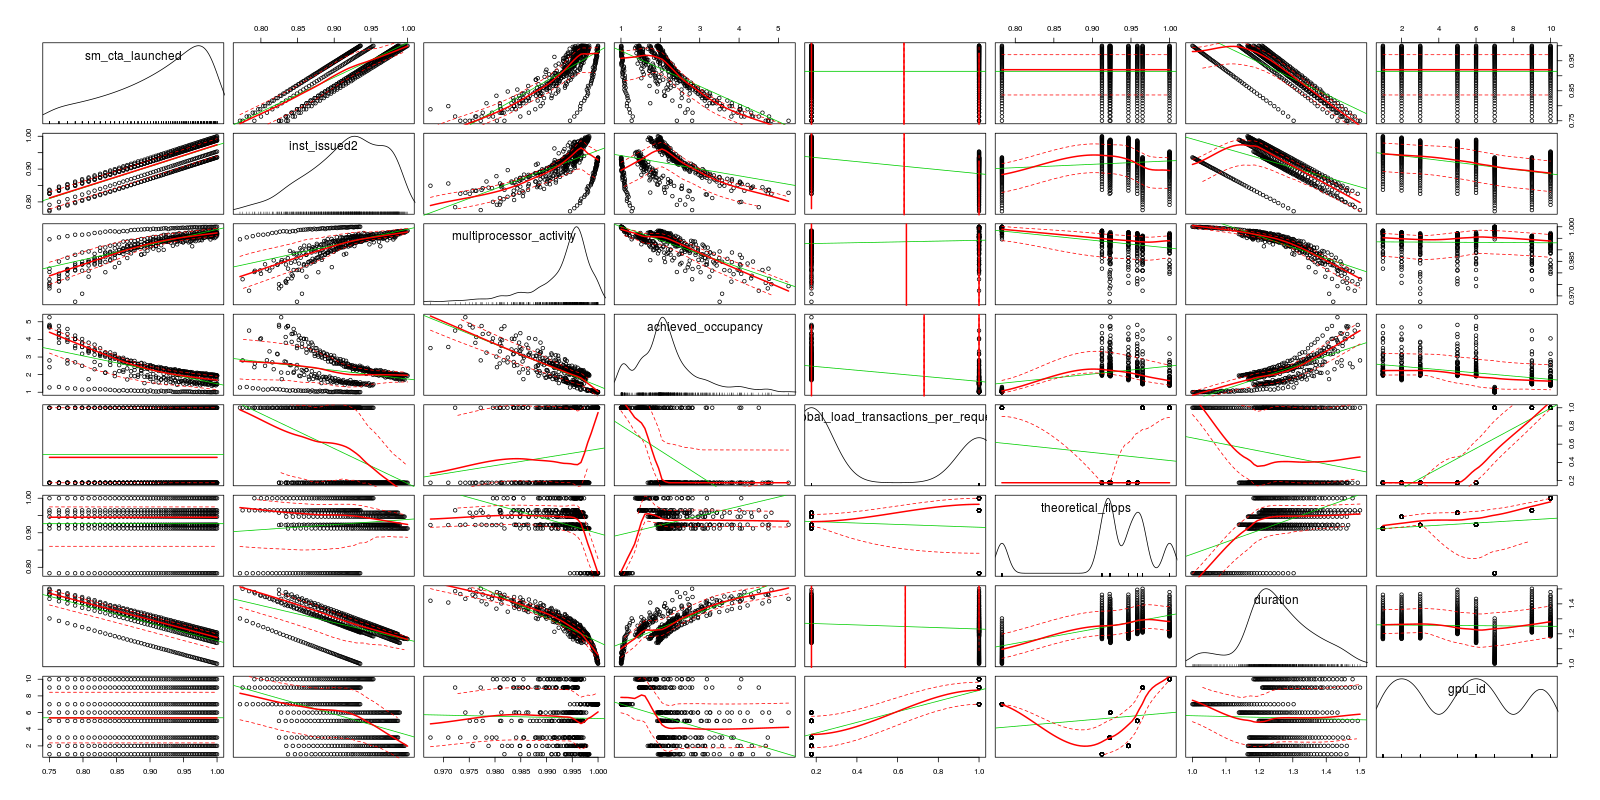 0.80 0.85 0.90 0.95 1.00
1 2 3 4 5
0.80 0.85 0.90 0.95 1.00
2 4 6 8 10
sm_cta_launched
0.75 0.85 0.95
inst_issued2
0.80 0.90 1.00
multiprocessor_activity
0.970 0.985 1.000
achieved_occupancy
1 2 3 4 5
obal_load_transactions_per_requ
0.2 0.4 0.6 0.8 1.0
theoretical_flops
0.80 0.90 1.00
duration
1.0 1.2 1.4
gpu_id
2 4 6 8 10
0.75 0.80 0.85 0.90 0.95 1.00
0.970 0.975 0.980 0.985 0.990 0.995 1.000
0.2 0.4 0.6 0.8 1.0
1.0 1.1 1.2 1.3 1.4 1.5